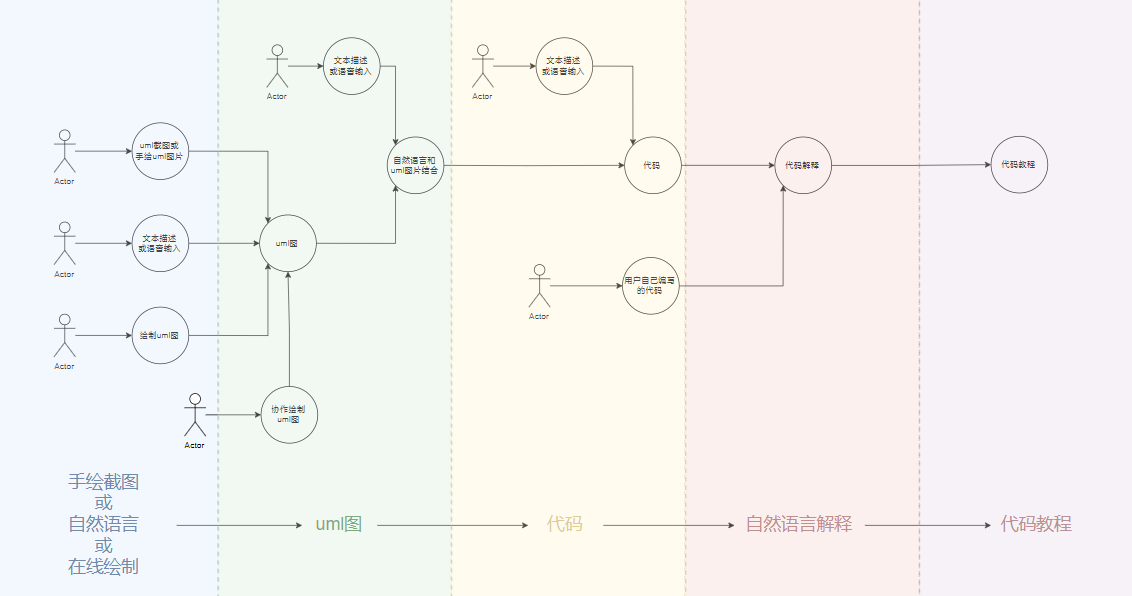 文本描述
或语音输入
Actor
文本描述
或语音输入
Actor
uml截图或
手绘uml图片
Actor
自然语言和
uml图片结合
代码
代码解释
代码教程
文本描述
或语音输入
Actor
uml图
用户自己编写
的代码
Actor
绘制uml图
Actor
协作绘制
uml图
Actor
手绘截图
或
自然语言
或
在线绘制
uml图
代码
自然语言解释
代码教程